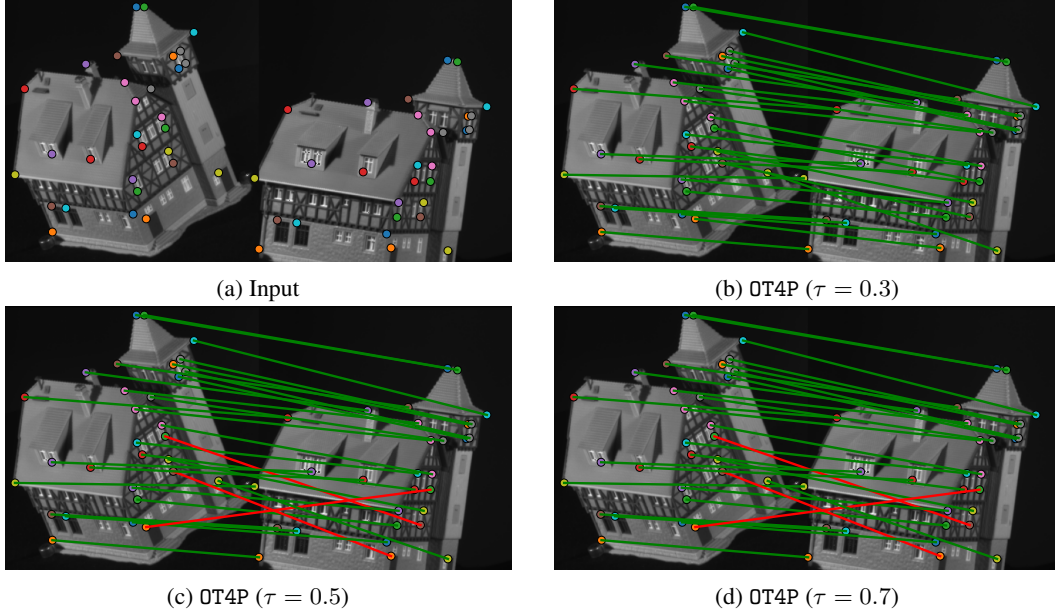 (a) Input
(b) OT4P (τ = 0.3)
(c) OT4P (τ = 0.5)
(d) OT4P (τ = 0.7)